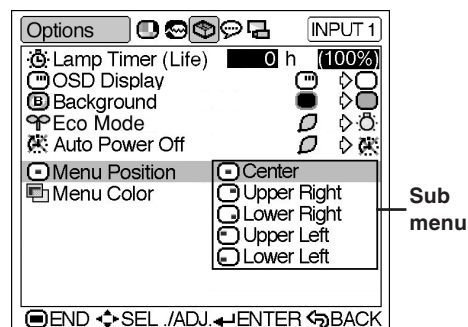 Options INPUT 1
Lamp Timer (Life) 0 h (100%)
OSD Display
B Background
Eco Mode
Auto Power Off
Menu Position Center
Menu Color Upper Right
Lower Right
Upper Left
Lower Left
Sub
menu
END SEL ./ADJ. ENTER BACK